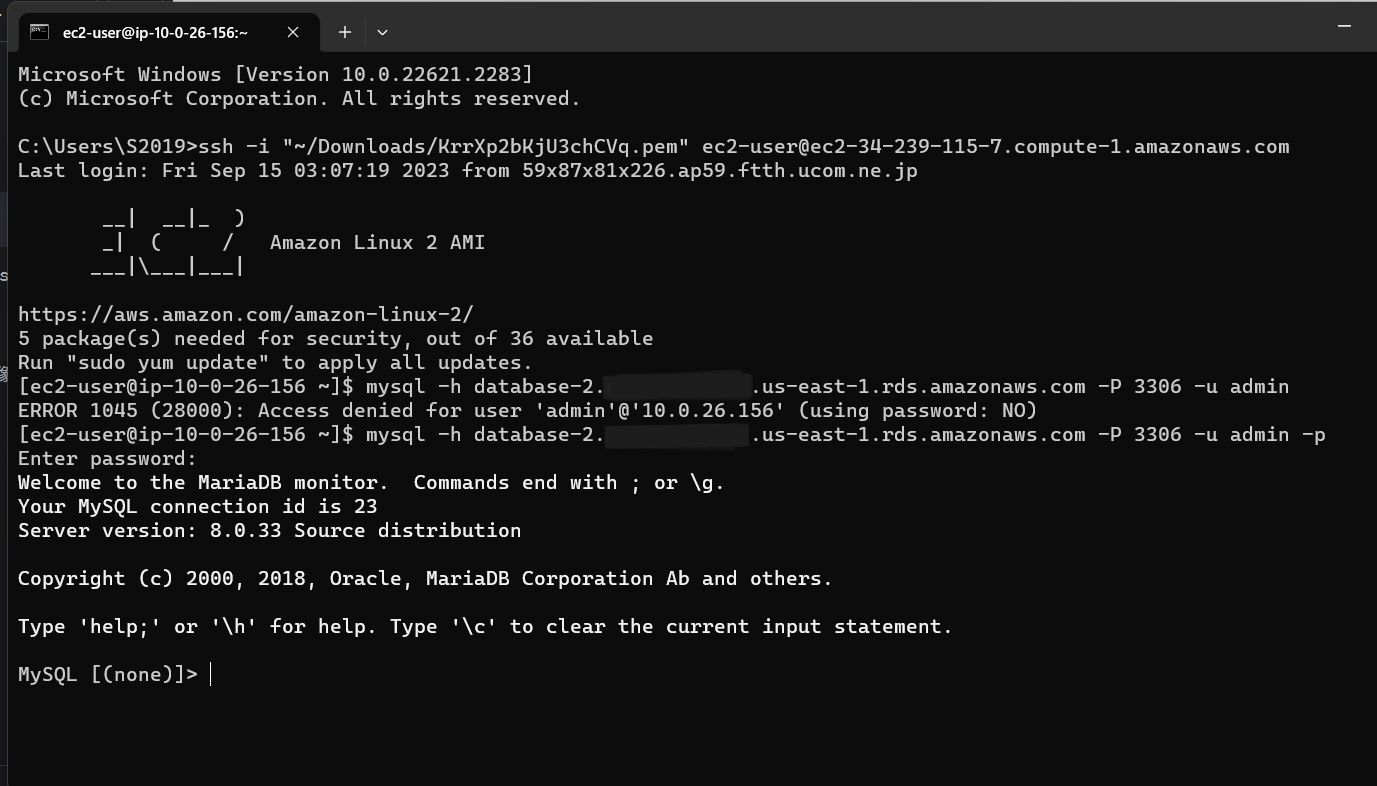 ec2-user@ip-10-0-26-156:~
Microsoft Windows [Version 10.0.22621.2283]
(c) Microsoft Corporation. All rights reserved.
C:\Users\S2019>ssh -i "~/Downloads/KrrXp2bKjU3chCVq.pem" ec2-user@ec2-34-239-115-7.compute-1.amazonaws.com
Last login: Fri Sep 15 03:07:19 2023 from 59x87x81x226.ap59.ftth.ucom.ne.jp
       __|  __|_  )
       _|  (     /   Amazon Linux 2 AMI
      ___|\___|___|
https://aws.amazon.com/amazon-linux-2/
5 package(s) needed for security, out of 36 available
Run "sudo yum update" to apply all updates.
[ec2-user@ip-10-0-26-156 ~]$ mysql -h database-2. .us-east-1.rds.amazonaws.com -P 3306 -u admin
ERROR 1045 (28000): Access denied for user 'admin'@'10.0.26.156' (using password: NO)
[ec2-user@ip-10-0-26-156 ~]$ mysql -h database-2. .us-east-1.rds.amazonaws.com -P 3306 -u admin -p
Enter password:
Welcome to the MariaDB monitor.  Commands end with ; or \g.
Your MySQL connection id is 23
Server version: 8.0.33 Source distribution
Copyright (c) 2000, 2018, Oracle, MariaDB Corporation Ab and others.
Type 'help;' or '\h' for help. Type '\c' to clear the current input statement.
MySQL [(none)]>